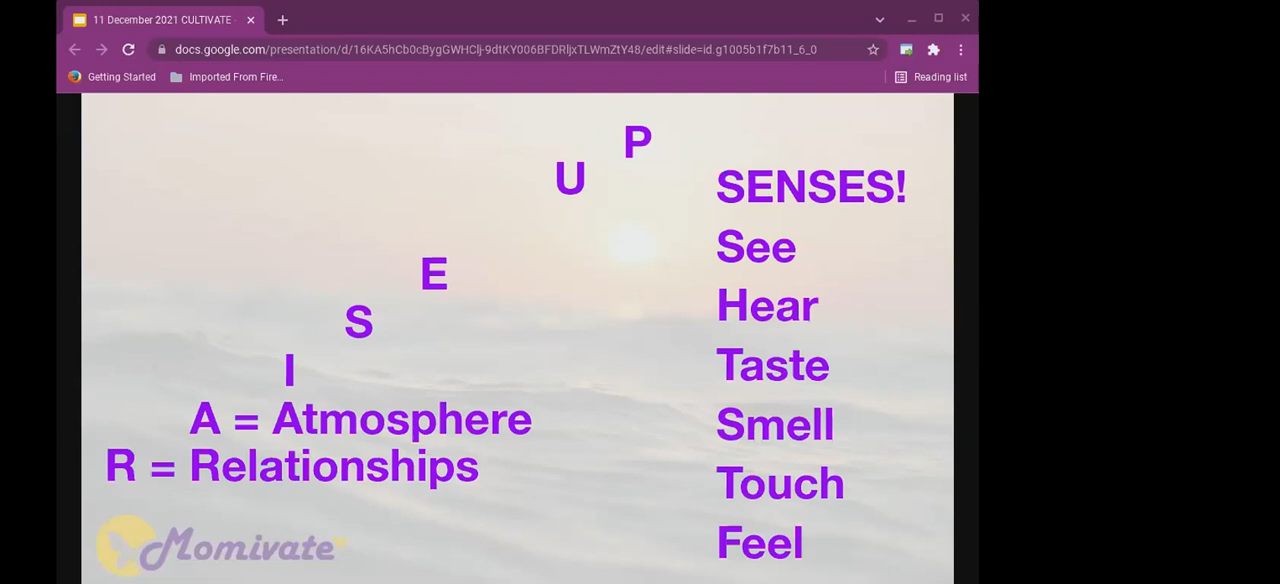 11 December 2021 CULTIVATE
docs.google.com/presentation/d/16KA5hCb0cBygGWHClj-9dtKY006BFDRljxTLWmZtY48/edit#slide=id.g1005b1f7b11_6_0
Getting Started
Imported From Fire...
Reading list
P
U
E
S
I
A = Atmosphere
R = Relationships
SENSES!
See
Hear
Taste
Smell
Touch
Feel
Momivate